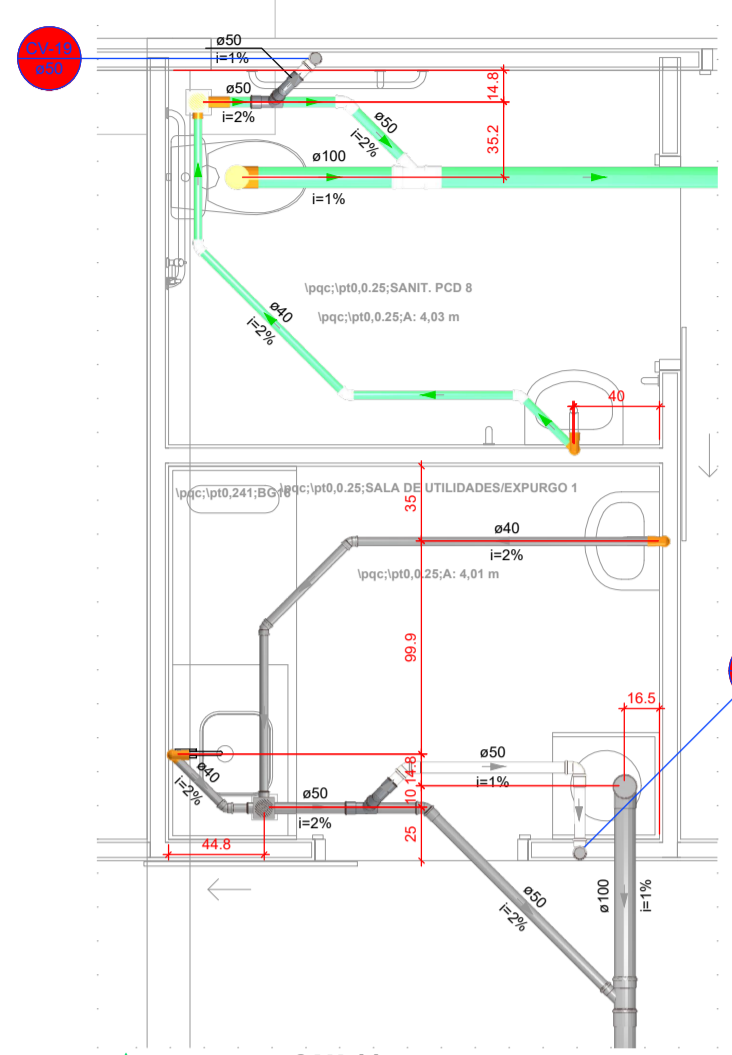 ø50
i=1%
CV-19
ø50
ø50
i=2%
14.8
ø50
i=2%
35.2
ø100
i=1%
\pqc;\pt0,0.25;SANIT. PCD 8
\pqc;\pt0,0.25;A: 4,03 m
ø40
i=2%
40
\pqc;\pt0,241;BG16
\pqc;\pt0,0.25;SALA DE UTILIDADES/EXPURGO 1
35
ø40
i=2%
\pqc;\pt0,0.25;A: 4,01 m
99.9
16.5
ø50
i=1%
14.8
ø40
i=2%
ø50
i=2%
10
25
44.8
ø50
i=2%
ø100
i=1%